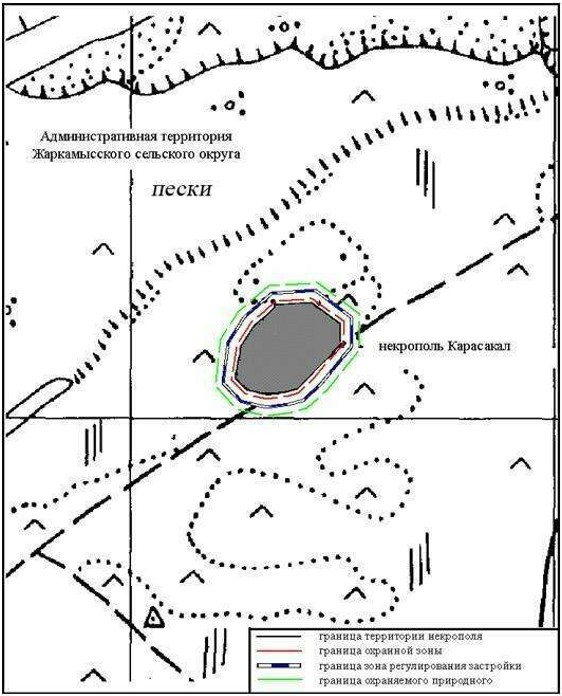 Административная территория
Жаркамысского сельского округа
пески
некрополь Карасакал
граница территории некрополя
граница охранной зоны
граница зона регулирования застройки
граница охраняемого природного